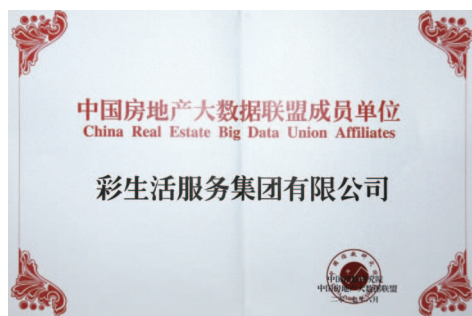 中国房地产大数据联盟成员单位
China Real Estate Big Data Union Affiliates
彩生活服务集团有限公司
中国房地产大数据联盟